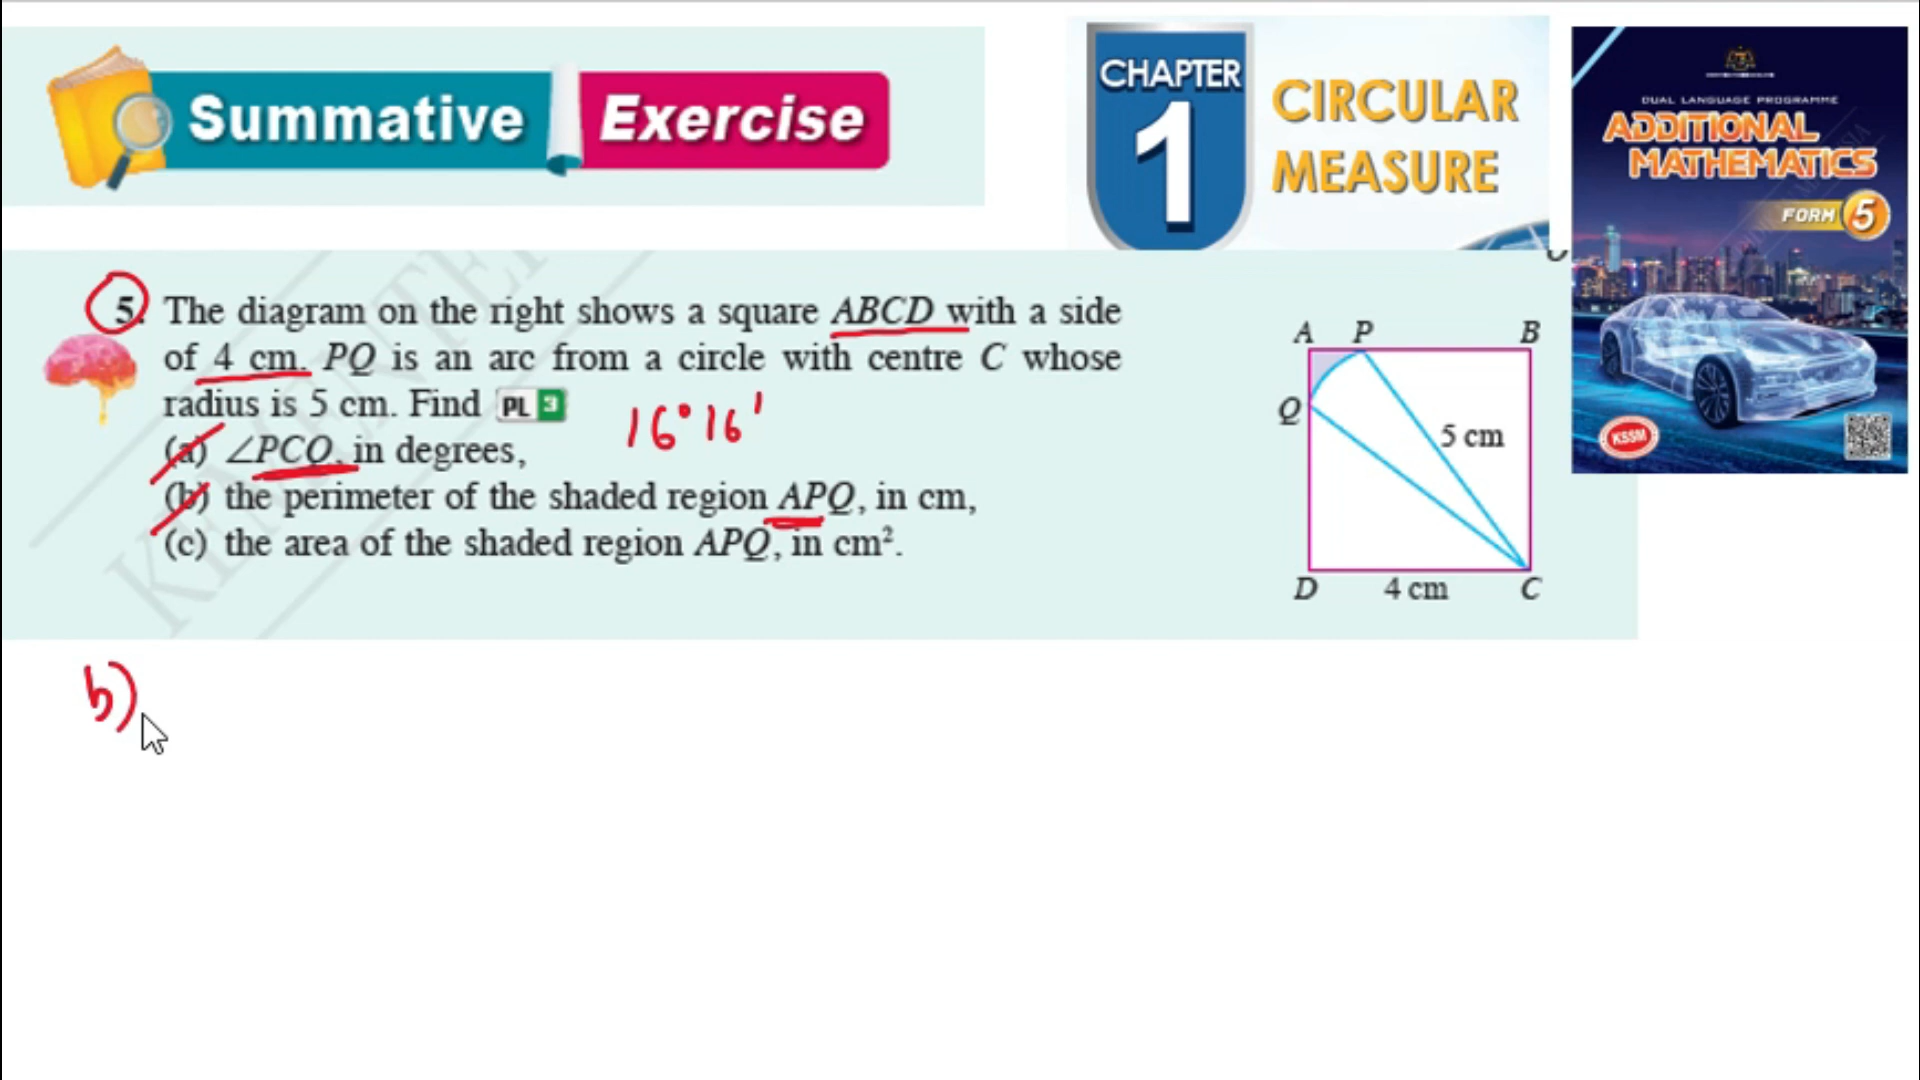 Summative Exercise
CHAPTER
1
CIRCULAR
MEASURE
DUAL LANGUAGE PROGRAMME
ADDITIONAL
MATHEMATICS
FORM 5
KSSM
5. The diagram on the right shows a square ABCD with a side
of 4 cm. PQ is an arc from a circle with centre C whose
radius is 5 cm. Find PL 3
16°16'
(a) ∠PCQ, in degrees,
(b) the perimeter of the shaded region APQ, in cm,
(c) the area of the shaded region APQ, in cm².
A P B
Q
5 cm
D 4 cm C
b)